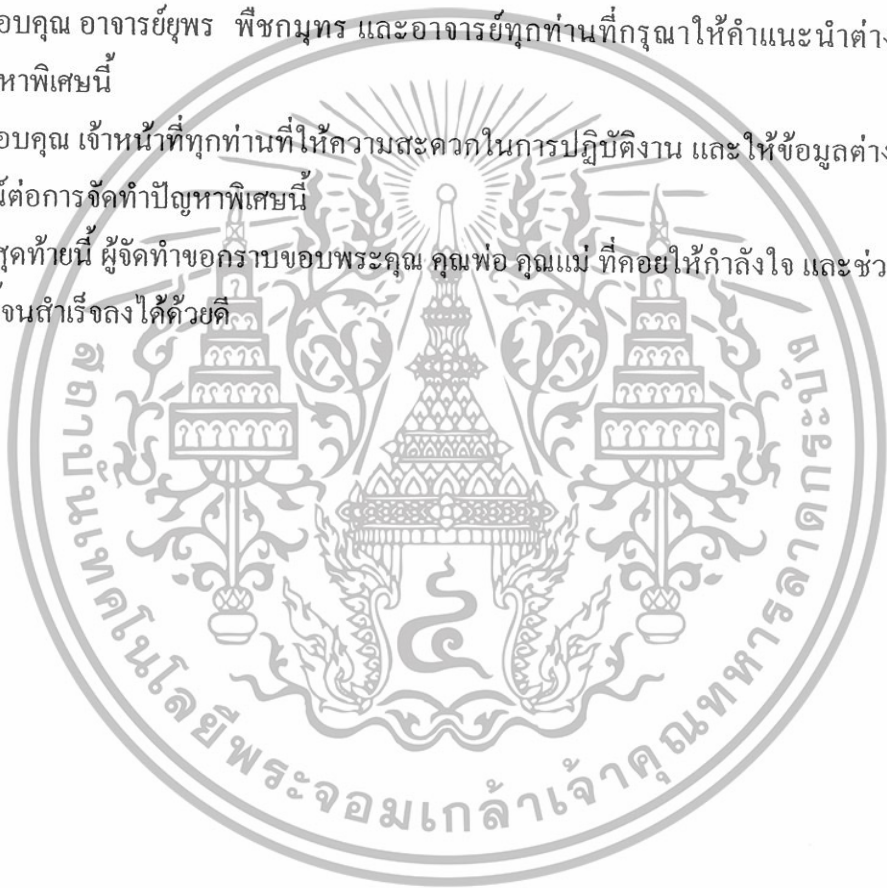 อบคุณ อาจารย์ยุพร  พืชกมุทร และอาจารย์ทุกท่านที่กรุณาให้คำแนะนำต่าง
หาพิเศษนี้
อบคุณ เจ้าหน้าที่ทุกท่านที่ให้ความสะดวกในการปฏิบัติงาน และให้ข้อมูลต่าง
น์ต่อการจัดทำปัญหาพิเศษนี้
สุดท้ายนี้ ผู้จัดทำขอกราบขอบพระคุณ คุณพ่อ คุณแม่ ที่คอยให้กำลังใจ และช่ว
จนสำเร็จลงได้ด้วยดี
สถาบันเทคโนโลยีพระจอมเกล้าเจ้าคุณทหารลาดกระบัง